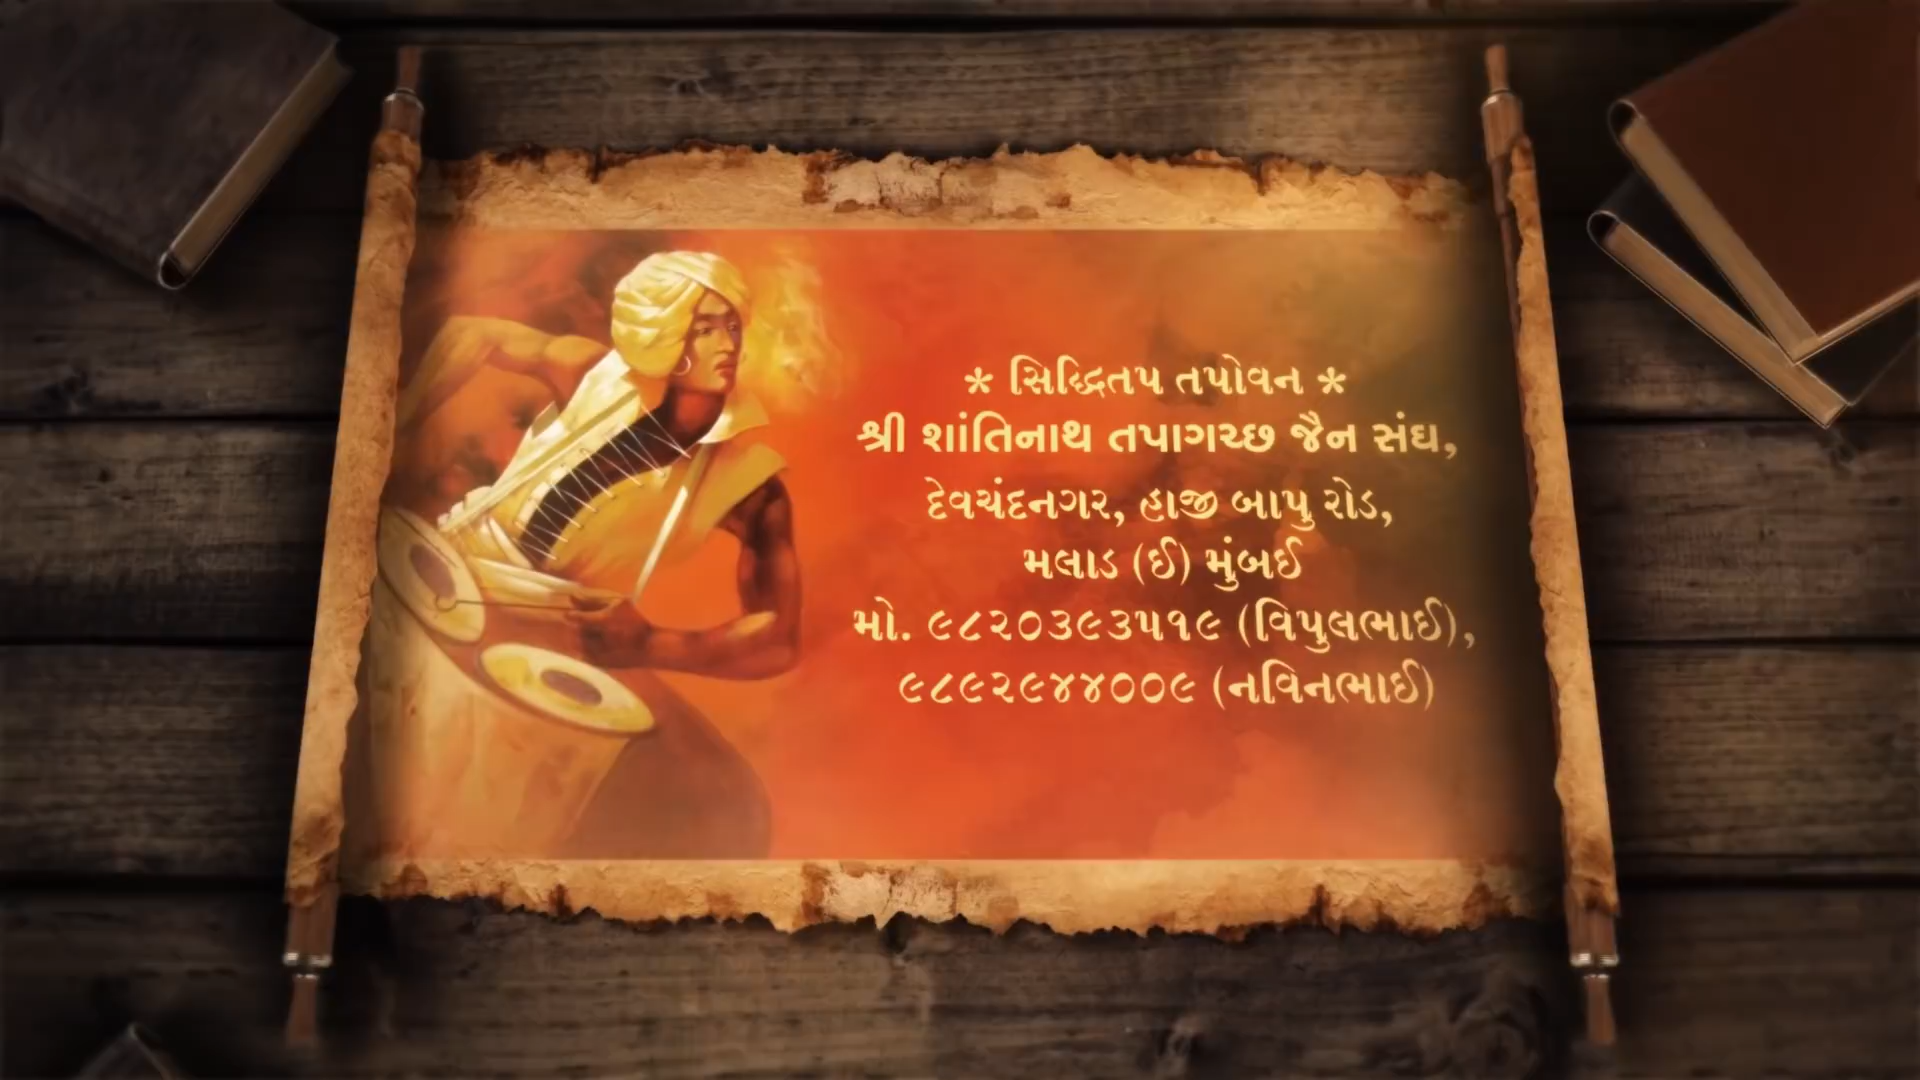 * સિદ્ધિતપ તપોવન *
શ્રી શાંતિનાથ તપાગચ્છ જૈન સંઘ,
દેવચંદનગર, હાજી બાપુ રોડ,
મલાડ (ઈ) મુંબઈ
મો. ૯૮૨૦૩૯૩૫૧૯ (વિપુલભાઈ),
૯૮૯૨૯૪૪૦૦૯ (નવિનભાઈ)